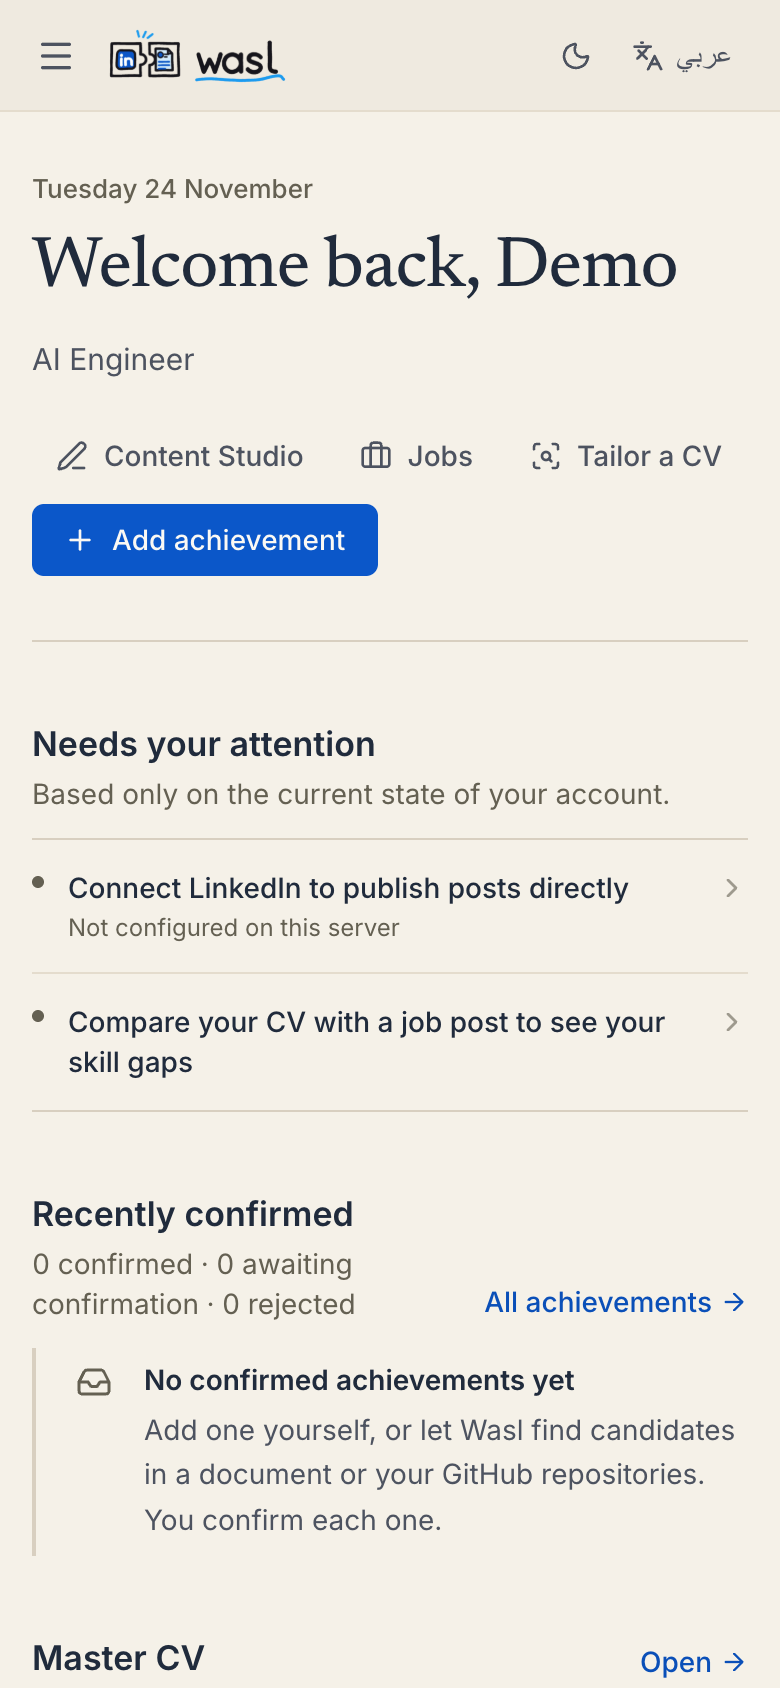 in wasl
عربي
Tuesday 24 November
Welcome back, Demo
AI Engineer
Content Studio
Jobs
Tailor a CV
Add achievement
Needs your attention
Based only on the current state of your account.
Connect LinkedIn to publish posts directly
Not configured on this server
Compare your CV with a job post to see your
skill gaps
Recently confirmed
0 confirmed · 0 awaiting
confirmation · 0 rejected
All achievements →
No confirmed achievements yet
Add one yourself, or let Wasl find candidates
in a document or your GitHub repositories.
You confirm each one.
Master CV
Open →